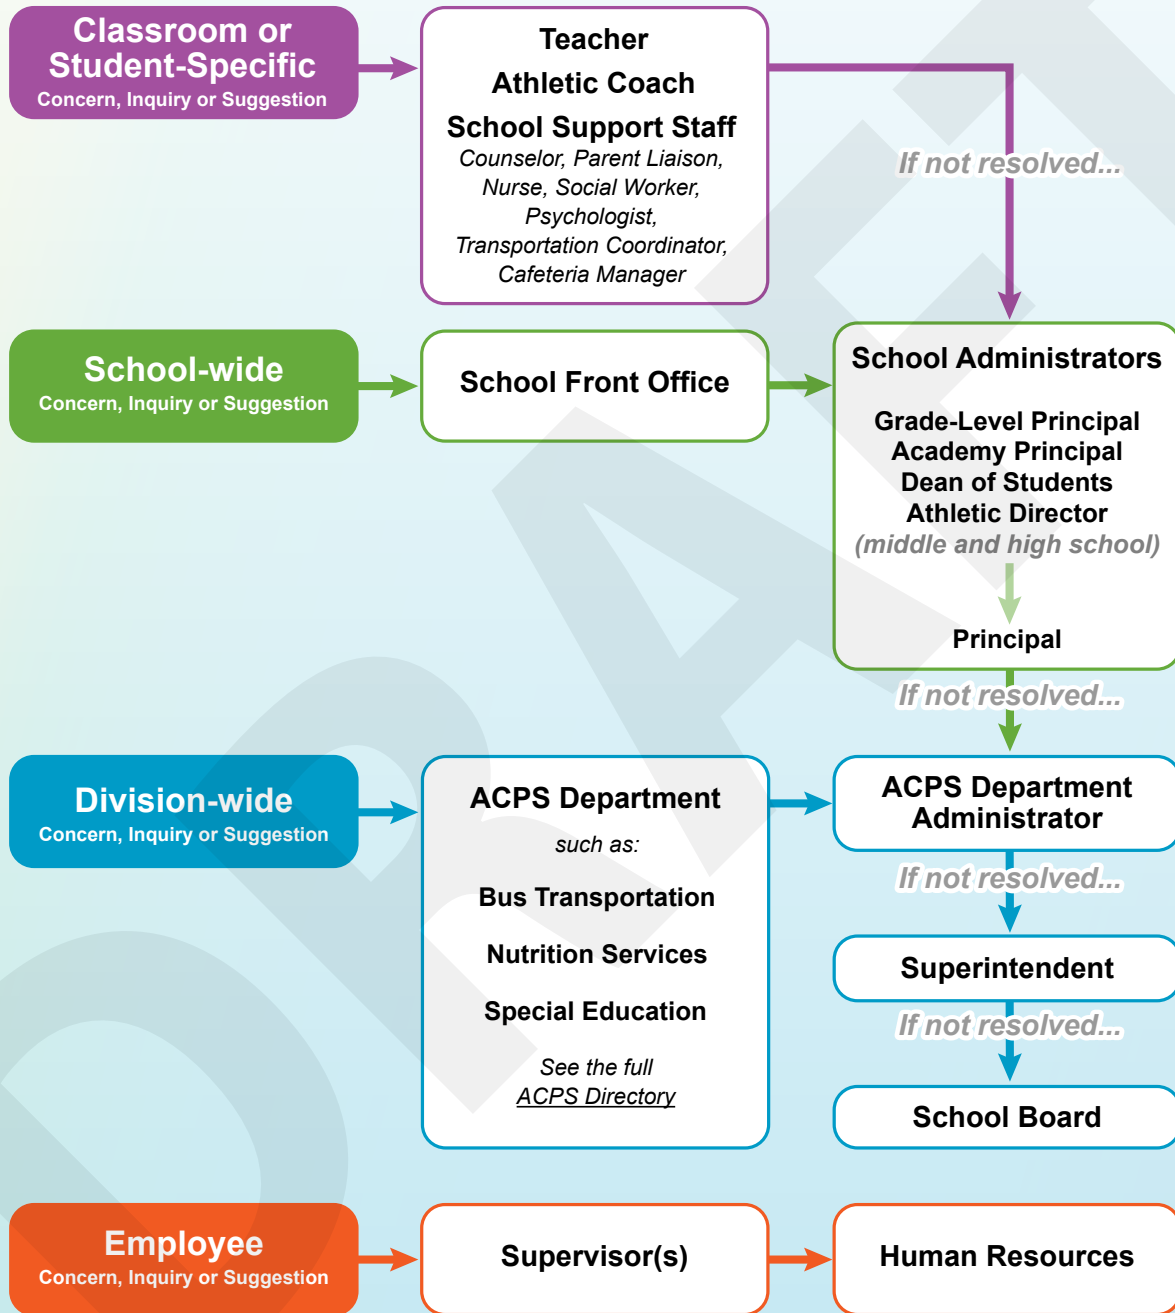 Classroom or
Student-Specific
Concern, Inquiry or Suggestion
Teacher
Athletic Coach
School Support Staff
Counselor, Parent Liaison,
Nurse, Social Worker,
Psychologist,
Transportation Coordinator,
Cafeteria Manager
If not resolved...
School-wide
Concern, Inquiry or Suggestion
School Front Office
School Administrators
Grade-Level Principal
Academy Principal
Dean of Students
Athletic Director
(middle and high school)
Principal
If not resolved...
Division-wide
Concern, Inquiry or Suggestion
ACPS Department
such as:
Bus Transportation
Nutrition Services
Special Education
See the full
ACPS Directory
ACPS Department
Administrator
If not resolved...
Superintendent
If not resolved...
School Board
Employee
Concern, Inquiry or Suggestion
Supervisor(s)
Human Resources
DRAFT